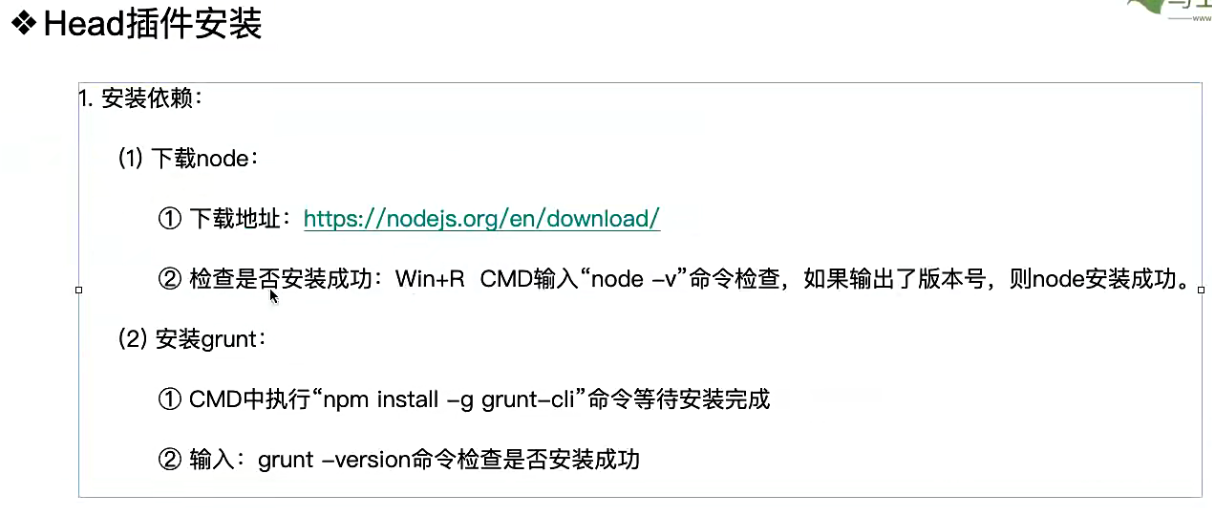 ❖Head插件安装
1. 安装依赖：
(1) 下载node：
① 下载地址：https://nodejs.org/en/download/
② 检查是否安装成功：Win+R  CMD输入“node –v”命令检查，如果输出了版本号，则node安装成功。
(2) 安装grunt：
① CMD中执行“npm install –g grunt–cli”命令等待安装完成
② 输入：grunt –version命令检查是否安装成功